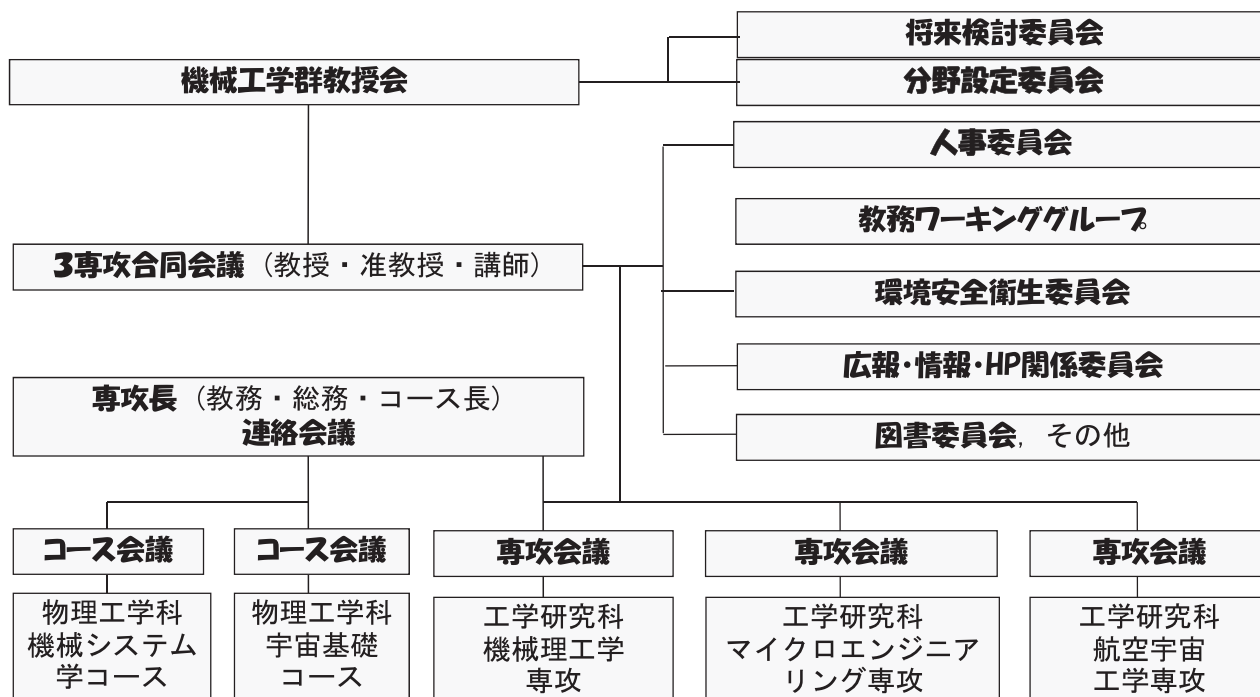 将来検討委員会
機械工学群教授会
分野設定委員会
人事委員会
教務ワーキンググループ
3専攻合同会議（教授・准教授・講師）
環境安全衛生委員会
広報・情報・HP関係委員会
専攻長（教務・総務・コース長）
連絡会議
図書委員会，その他
コース会議
コース会議
専攻会議
専攻会議
専攻会議
物理工学科
機械システム
学コース
物理工学科
宇宙基礎
コース
工学研究科
機械理工学
専攻
工学研究科
マイクロエンジニア
リング専攻
工学研究科
航空宇宙
工学専攻